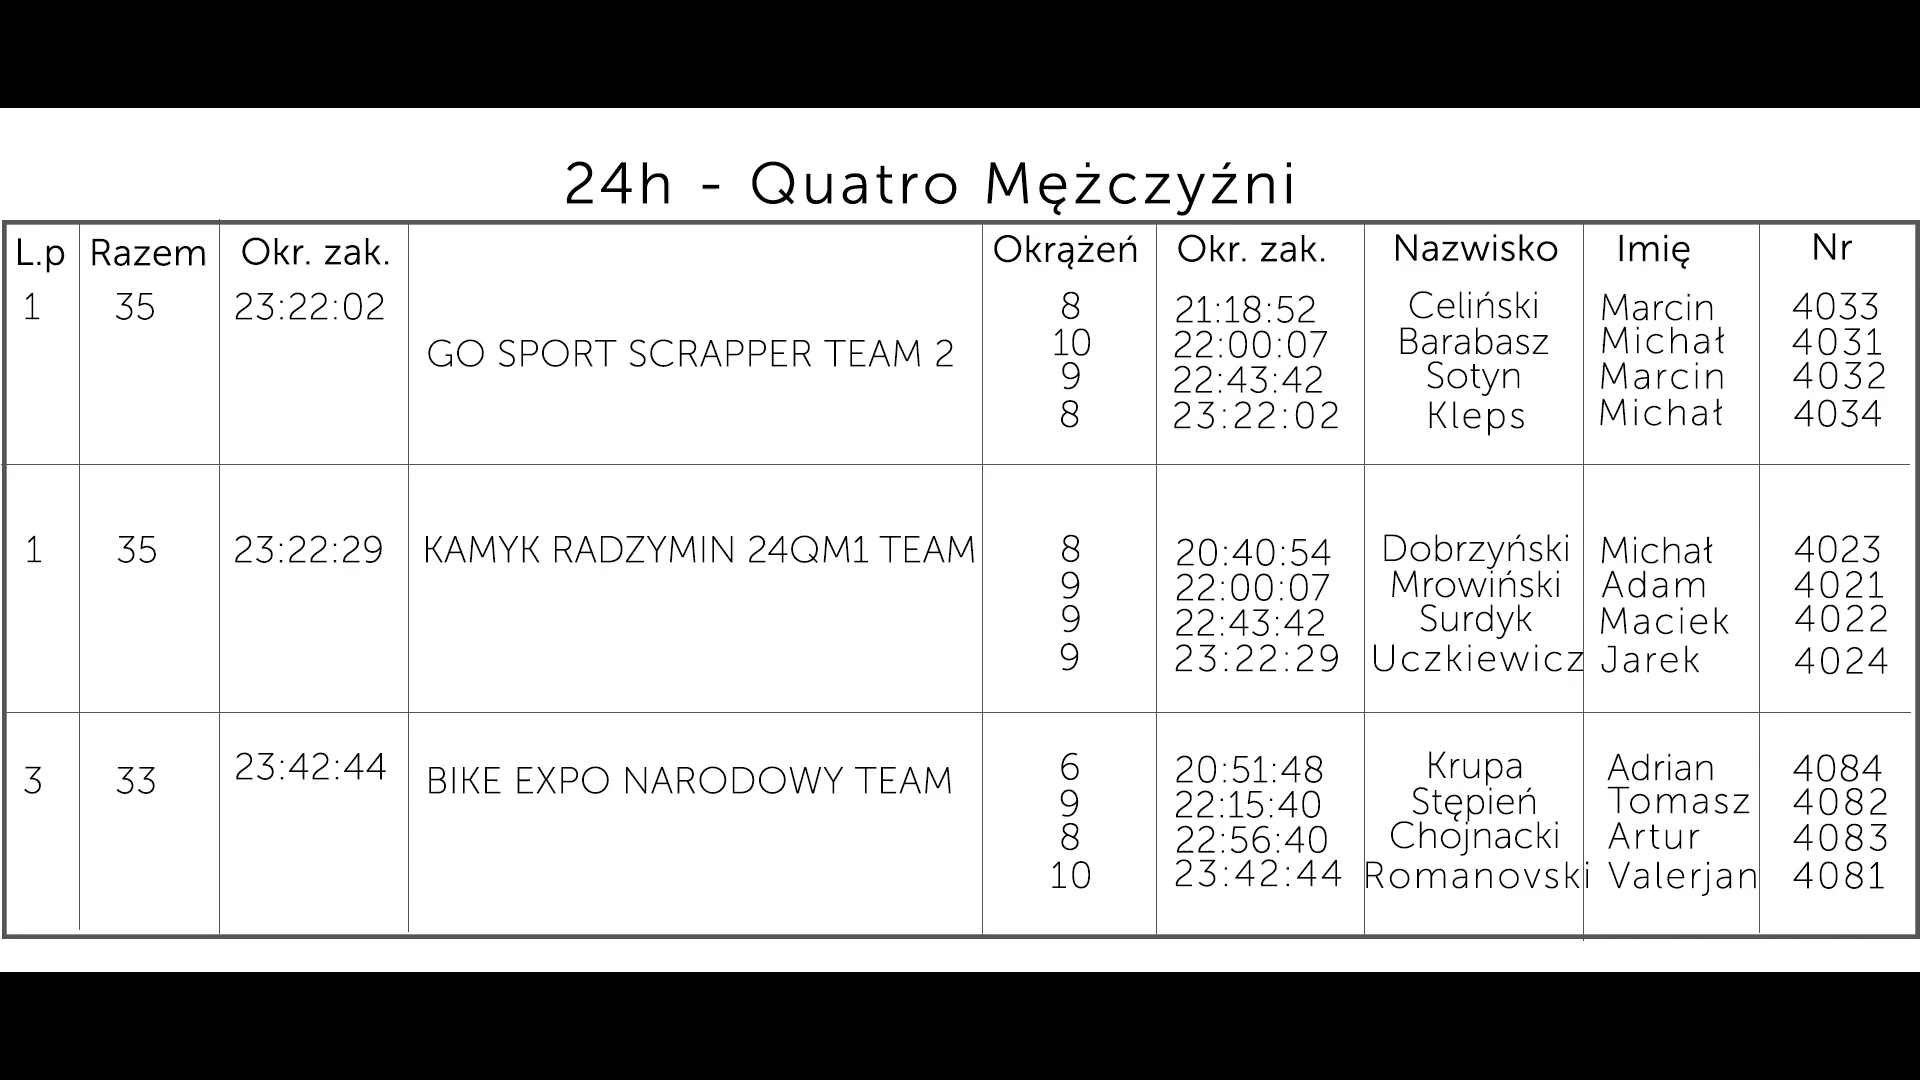 24h - Quatro Mężczyźni
L.p Razem Okr. zak. Okrążeń Okr. zak. Nazwisko Imię Nr
1 35 23:22:02 8 21:18:52 Celiński Marcin 4033
10 22:00:07 Barabasz Michał 4031
GO SPORT SCRAPPER TEAM 2
9 22:43:42 Sotyn Marcin 4032
8 23:22:02 Kleps Michał 4034
1 35 23:22:29 KAMYK RADZYMIN 24QM1 TEAM 8 20:40:54 Dobrzyński Michał 4023
9 22:00:07 Mrowiński Adam 4021
9 22:43:42 Surdyk Maciek 4022
9 23:22:29 Uczkiewicz Jarek 4024
3 33 23:42:44 BIKE EXPO NARODOWY TEAM 6 20:51:48 Krupa Adrian 4084
9 22:15:40 Stępień Tomasz 4082
8 22:56:40 Chojnacki Artur 4083
10 23:42:44 Romanovski Valerjan 4081